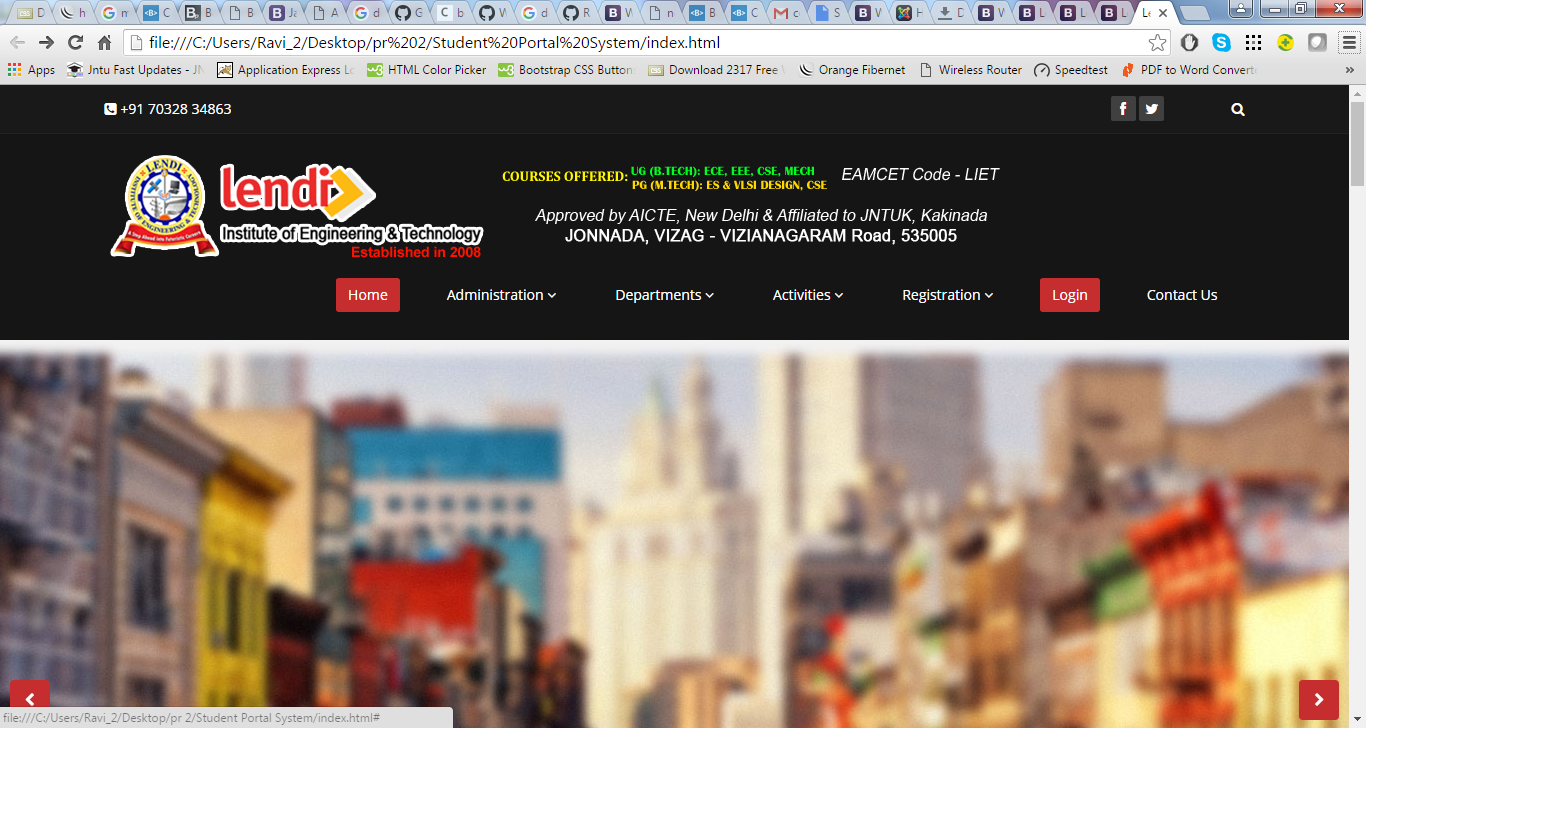 file:///C:/Users/Ravi_2/Desktop/pr%202/Student%20Portal%20System/index.html
Apps Jntu Fast Updates - JN Application Express Lo HTML Color Picker Bootstrap CSS Button Download 2317 Free Orange Fibernet Wireless Router Speedtest PDF to Word Convert »
+91 70328 34863
LENDI
lendi
Institute of Engineering & Technology
Established in 2008
COURSES OFFERED: UG (B.TECH): ECE, EEE, CSE, MECH
PG (M.TECH): ES & VLSI DESIGN, CSE
EAMCET Code - LIET
Approved by AICTE, New Delhi & Affiliated to JNTUK, Kakinada
JONNADA, VIZAG - VIZIANAGARAM Road, 535005
Home Administration Departments Activities Registration Login Contact Us
file:///C:/Users/Ravi_2/Desktop/pr 2/Student Portal System/index.html#